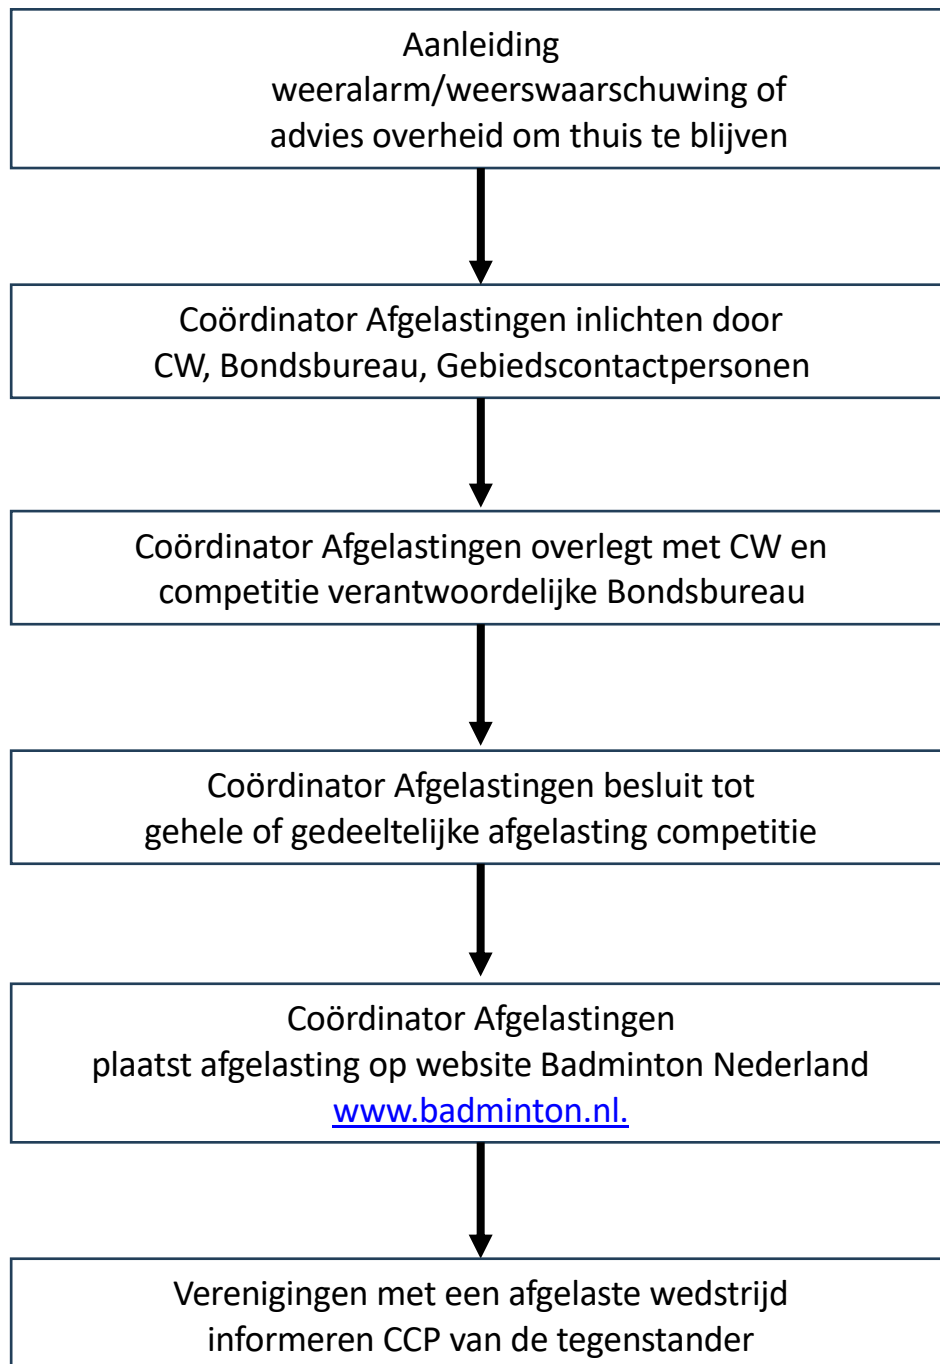 Aanleiding
weeralarm/weerswaarschuwing of
advies overheid om thuis te blijven
Coördinator Afgelastingen inlichten door
CW, Bondsbureau, Gebiedscontactpersonen
Coördinator Afgelastingen overlegt met CW en
competitie verantwoordelijke Bondsbureau
Coördinator Afgelastingen besluit tot
gehele of gedeeltelijke afgelasting competitie
Coördinator Afgelastingen
plaatst afgelasting op website Badminton Nederland
www.badminton.nl.
Verenigingen met een afgelaste wedstrijd
informeren CCP van de tegenstander